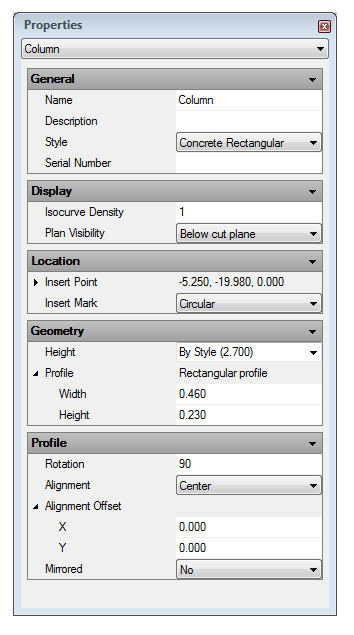 Properties
Column
General
Name Column
Description
Style Concrete Rectangular
Serial Number
Display
Isocurve Density 1
Plan Visibility Below cut plane
Location
Insert Point -5.250, -19.980, 0.000
Insert Mark Circular
Geometry
Height By Style (2.700)
Profile Rectangular profile
Width 0.460
Height 0.230
Profile
Rotation 90
Alignment Center
Alignment Offset
X 0.000
Y 0.000
Mirrored No